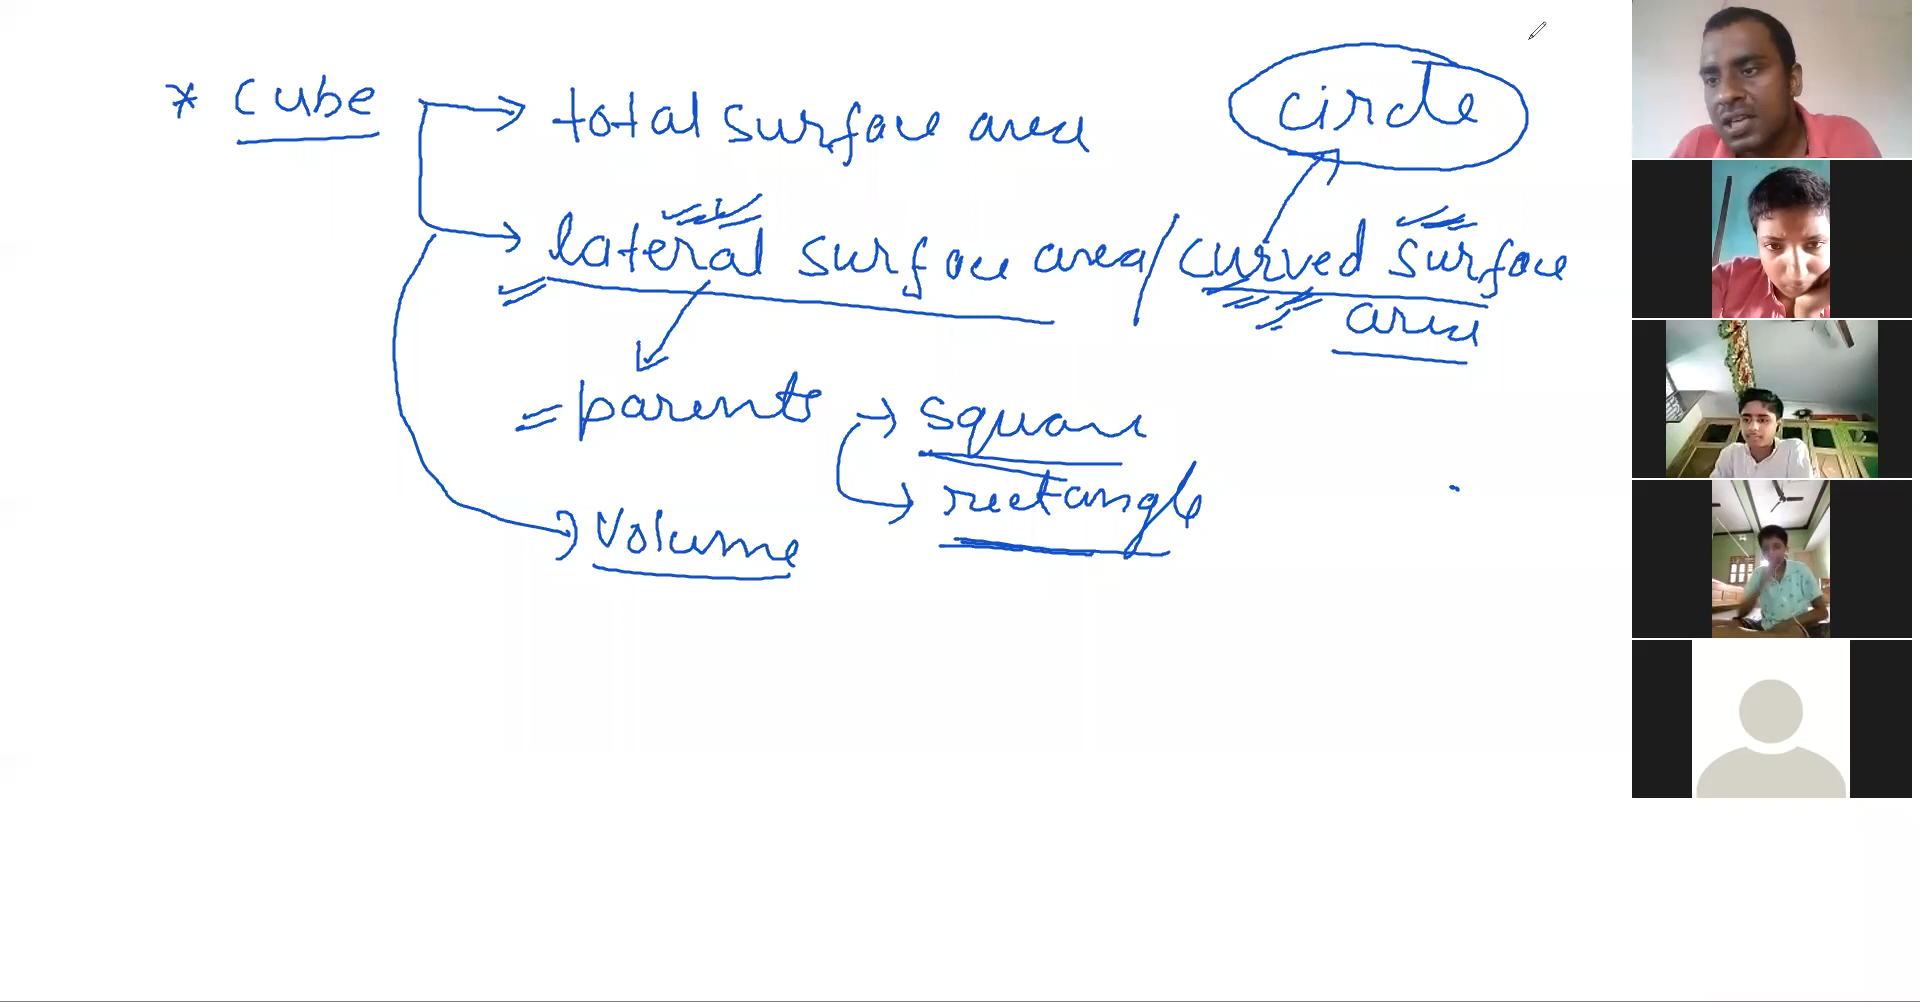 * cube → total surface area
circle
→ lateral surface area/curved surface
area
= parents → square
→ rectangle
→ volume